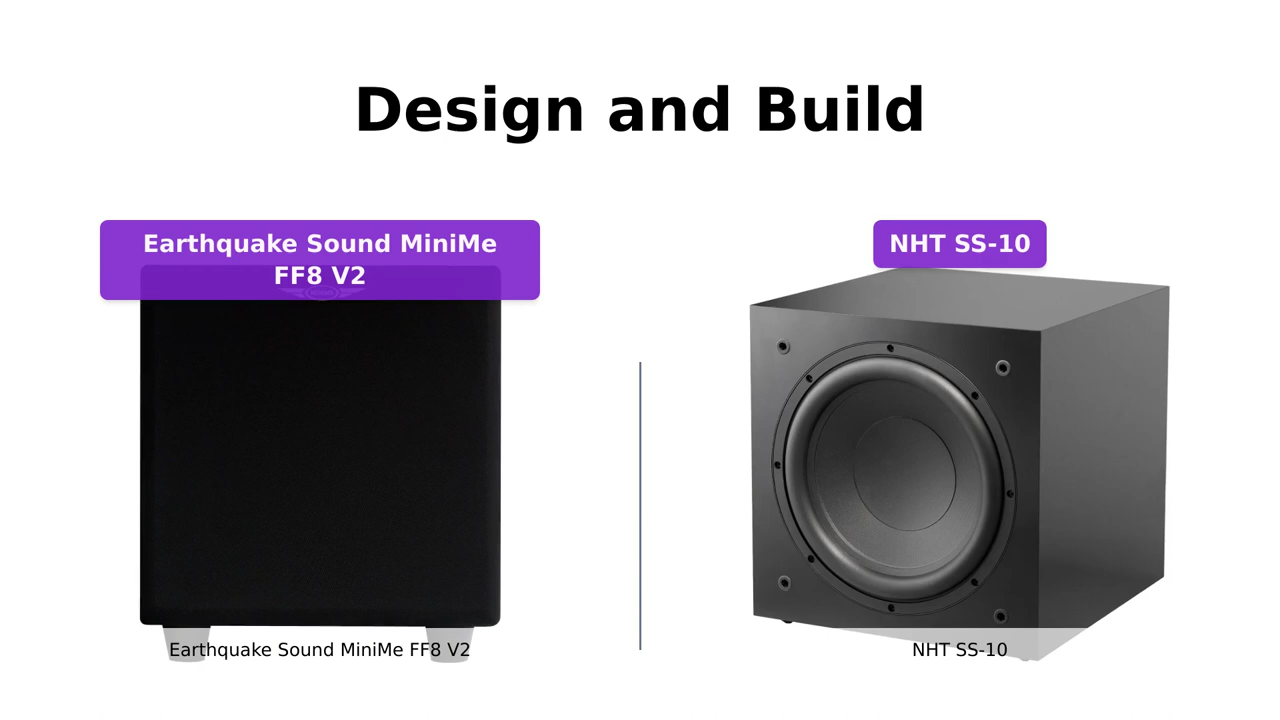 Design and Build
Earthquake Sound MiniMe
FF8 V2
NHT SS-10
Earthquake Sound MiniMe FF8 V2
NHT SS-10